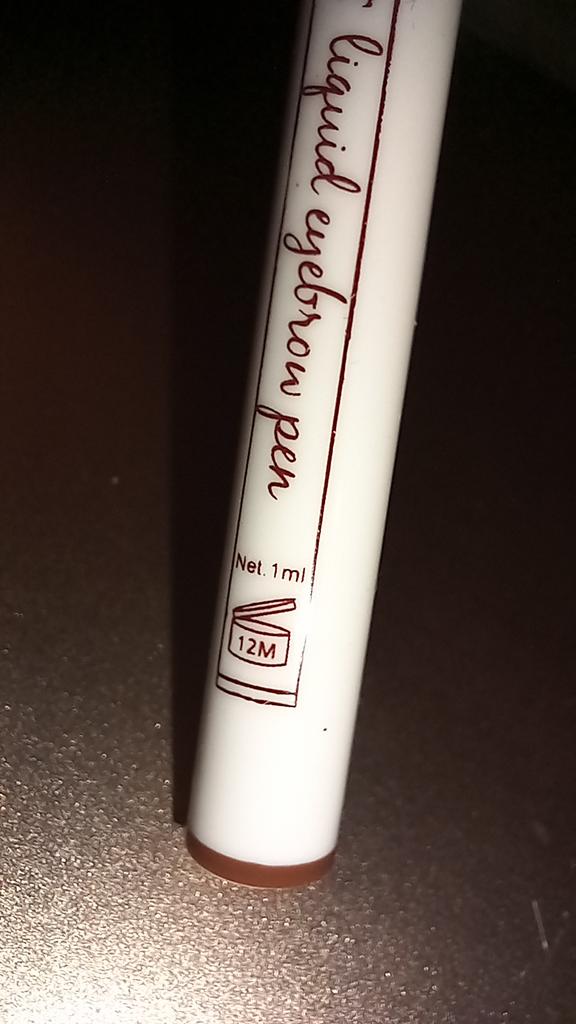 liquid eyebrow pen
Net. 1ml
12M